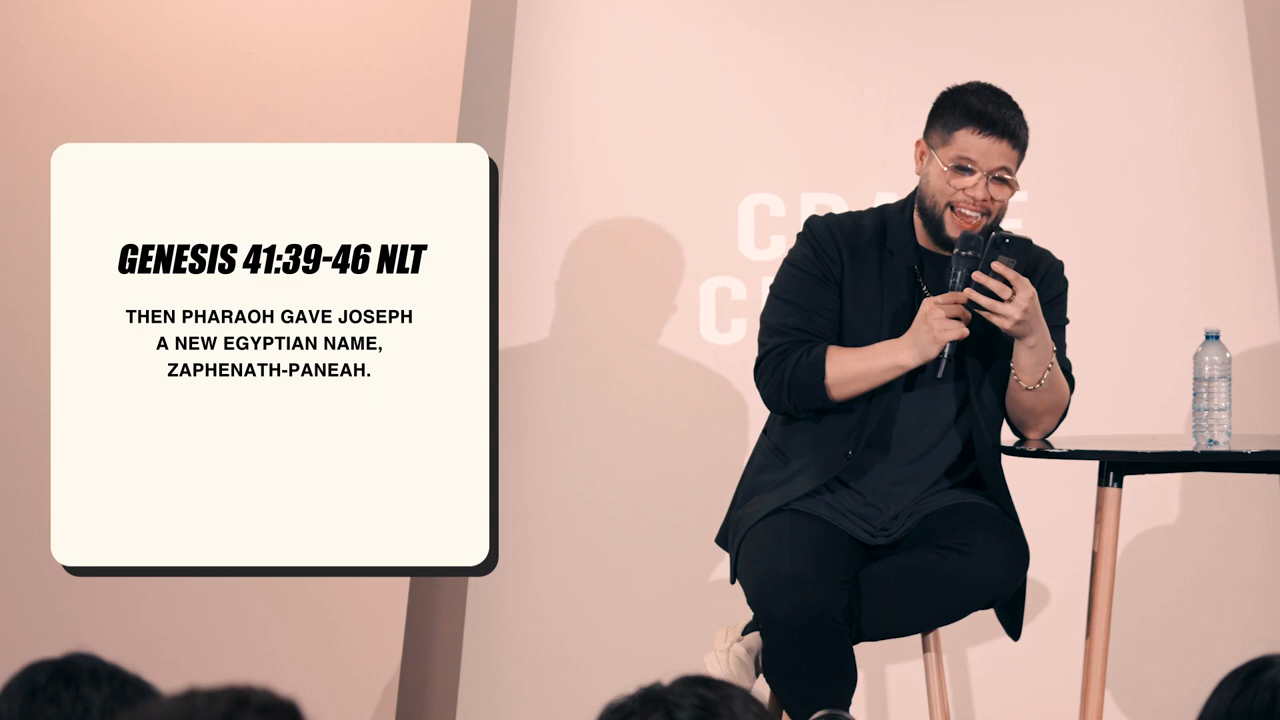 GENESIS 41:39-46 NLT
THEN PHARAOH GAVE JOSEPH
A NEW EGYPTIAN NAME,
ZAPHENATH-PANEAH.